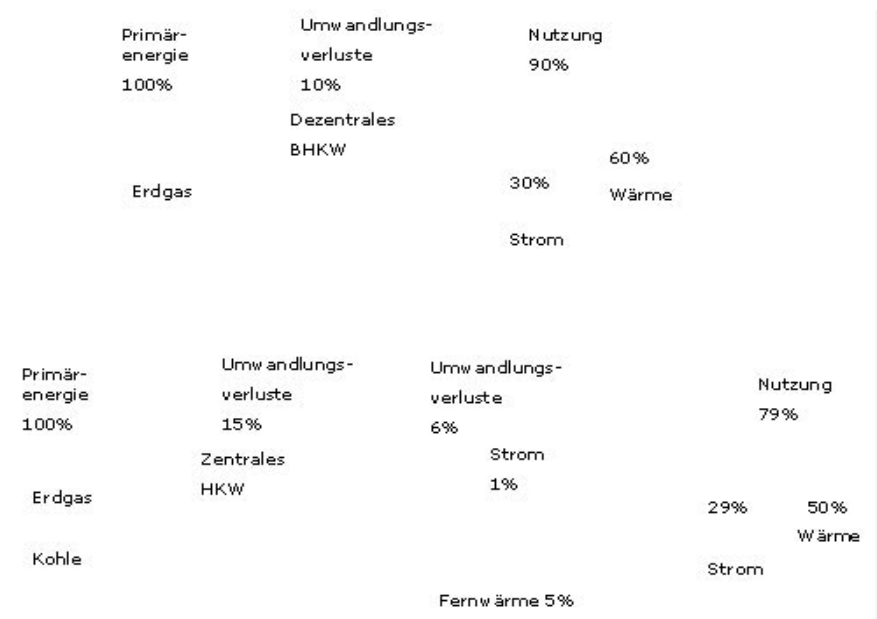 Primär-
energie
100%
Umwandlungs-
verluste
10%
Nutzung
90%
Dezentrales
BHKW
Erdgas
30%
Strom
60%
Wärme
Primär-
energie
100%
Umwandlungs-
verluste
15%
Umwandlungs-
verluste
6%
Nutzung
79%
Zentrales
HKW
Strom
1%
Erdgas
Kohle
29%
Strom
50%
Wärme
Fernwärme 5%